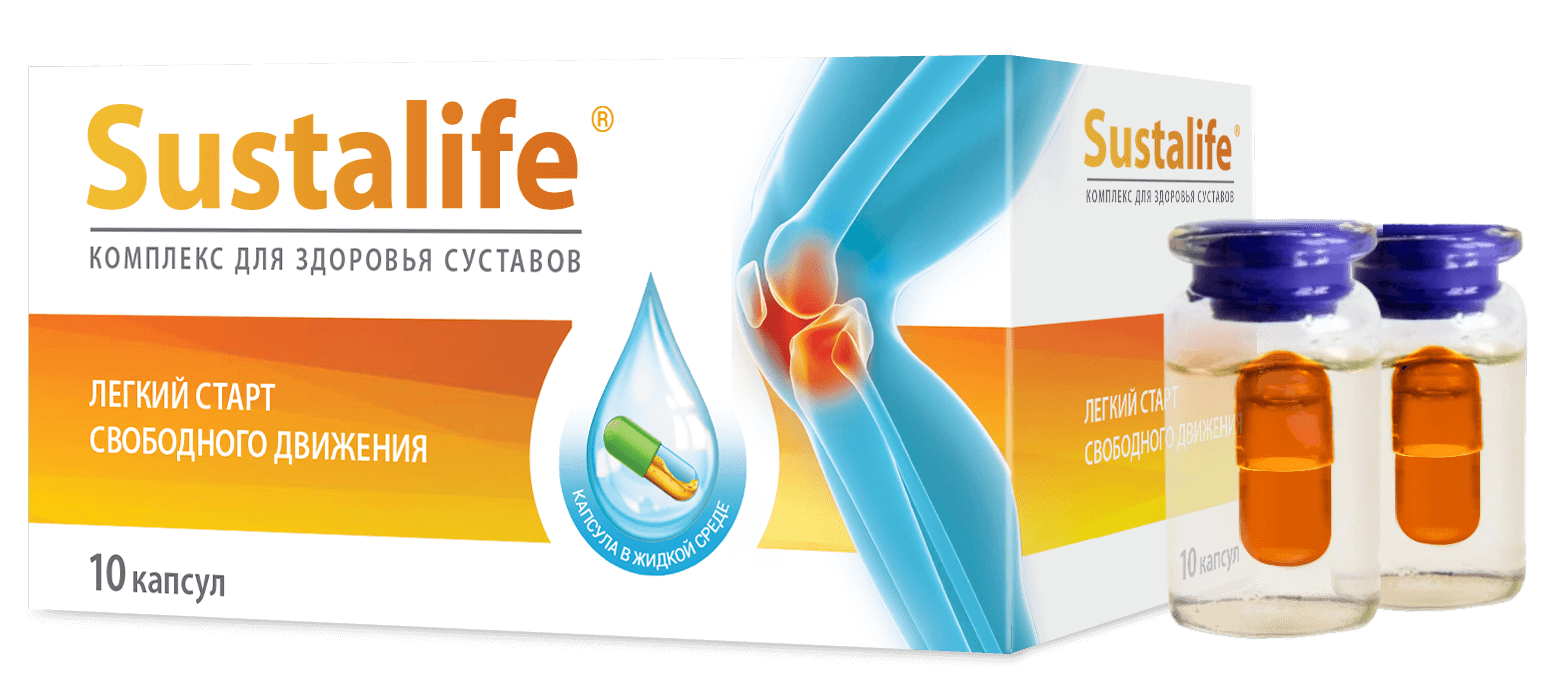 Sustalife®
КОМПЛЕКС ДЛЯ ЗДОРОВЬЯ СУСТАВОВ
ЛЕГКИЙ СТАРТ
СВОБОДНОГО ДВИЖЕНИЯ
КАПСУЛА В ЖИДКОЙ СРЕДЕ
10 капсул
Sustalife®
КОМПЛЕКС ДЛЯ ЗДОРОВЬЯ СУСТАВОВ
ЛЕГКИЙ СТАРТ
СВОБОДНОГО ДВИЖЕНИЯ
10 капсул